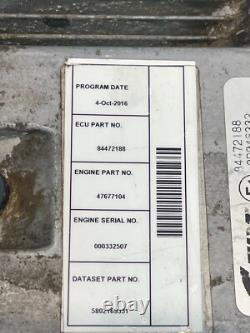 PROGRAM DATE
4-Oct-2016
ECU PART NO.
84472188
ENGINE PART NO.
47677104
ENGINE SERIAL NO.
000332507
DATASET PART NO.
5802169331
84472188